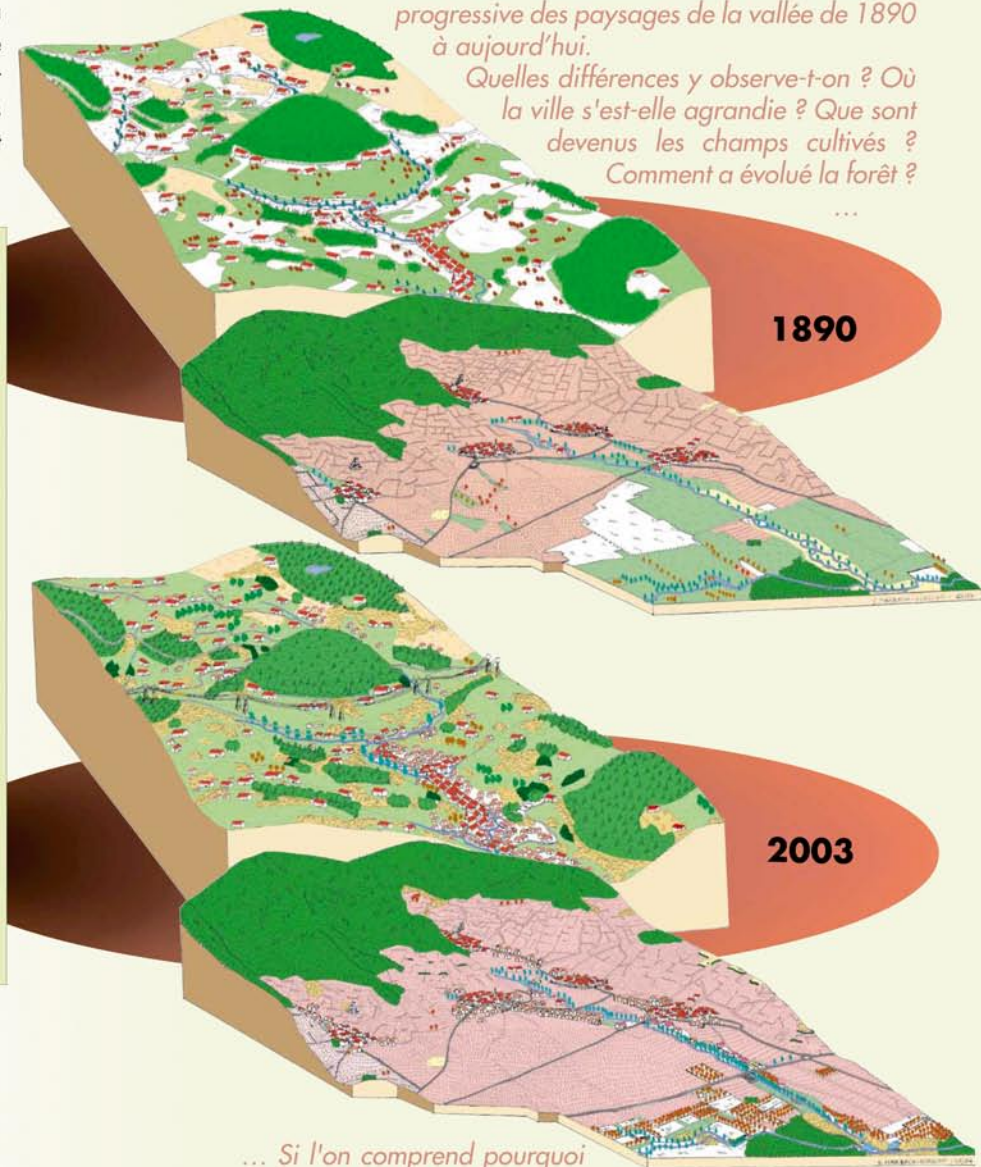 progressive des paysages de la vallée de 1890
à aujourd'hui.
Quelles différences y observe-t-on ? Où
la ville s'est-elle agrandie ? Que sont
devenus les champs cultivés ?
Comment a évolué la forêt ?
...
1890
2003
... Si l'on comprend pourquoi